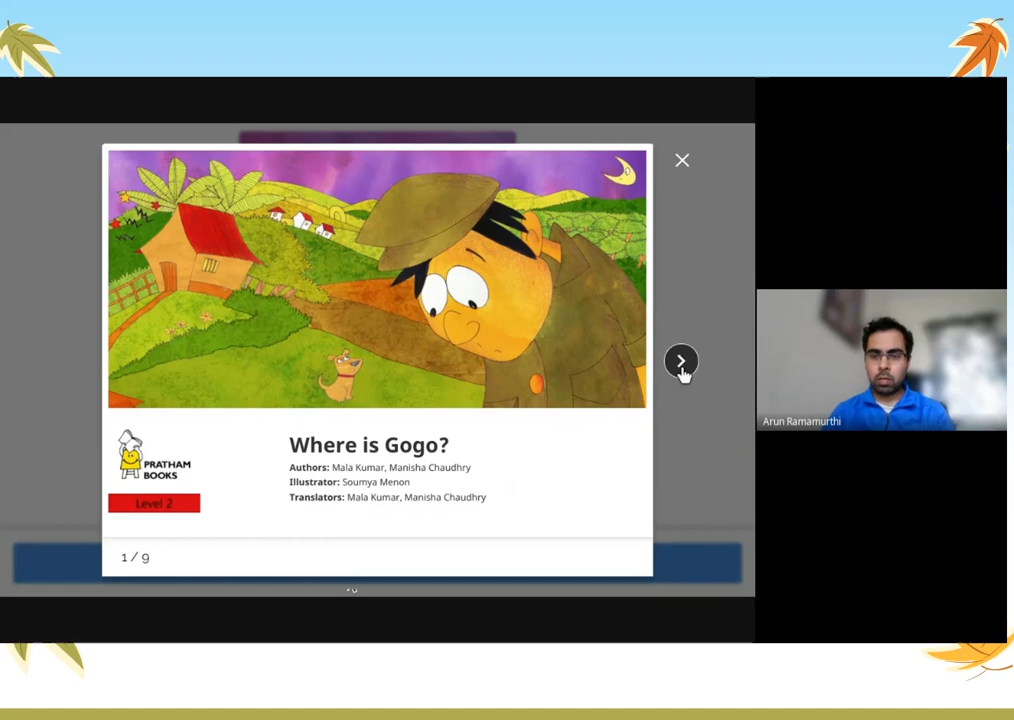 Where is Gogo?
Authors: Mala Kumar, Manisha Chaudhry
Illustrator: Soumya Menon
Translators: Mala Kumar, Manisha Chaudhry
PRATHAM
BOOKS
Level 2
1 / 9
Arun Ramamurthi